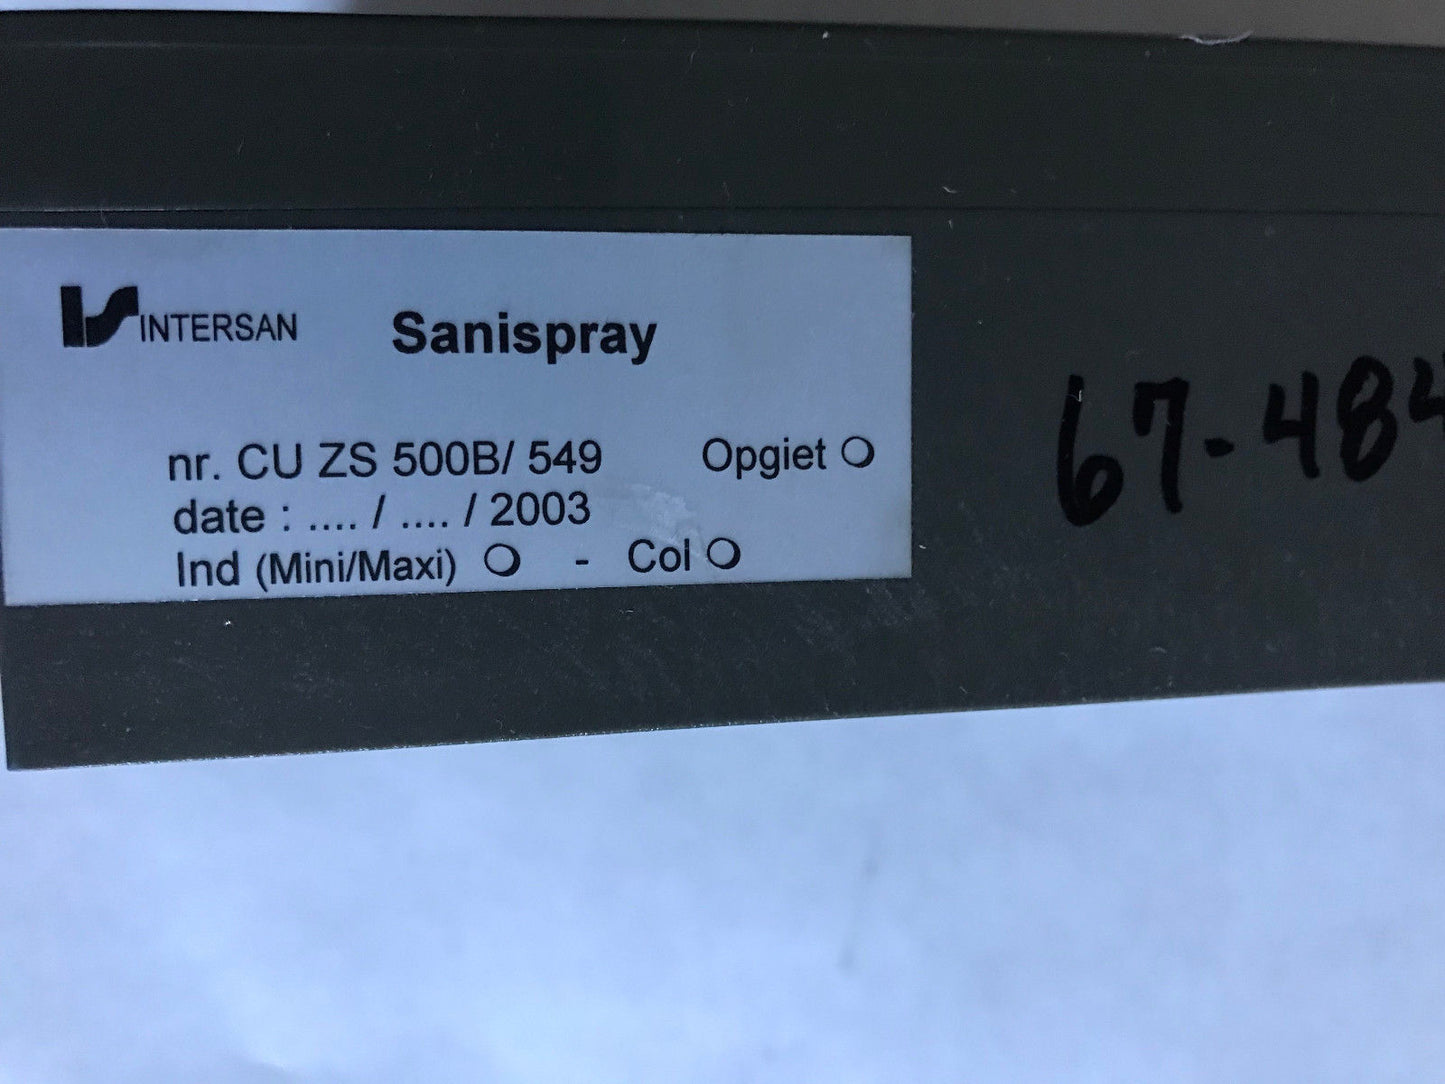 INTERSAN Sanispray
nr. CU ZS 500B/ 549 Opgiet
date : .... / .... / 2003
Ind (Mini/Maxi) - Col
67-484